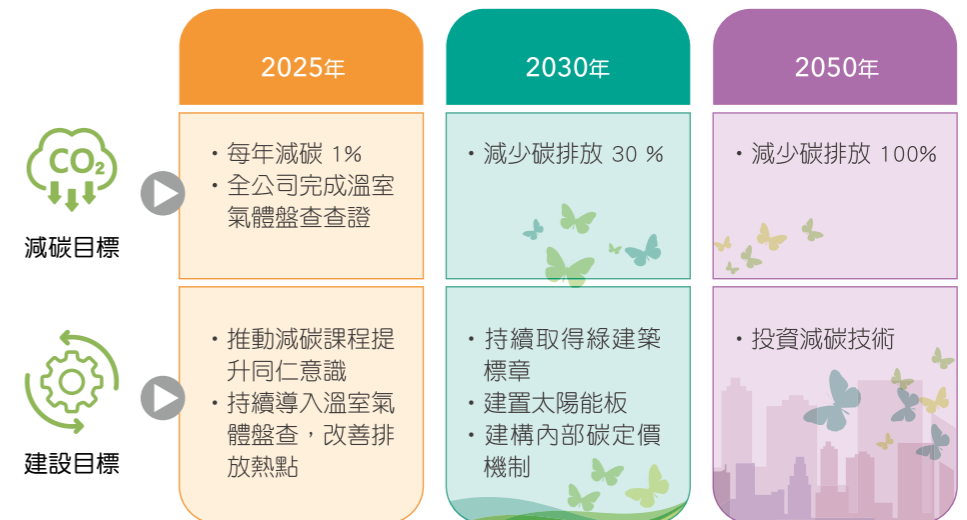 2025年
2030年
2050年
CO₂
減碳目標
・每年減碳 1%
・全公司完成溫室
氣體盤查查證
・減少碳排放 30 %
・減少碳排放 100%
建設目標
・推動減碳課程提
升同仁意識
・持續導入溫室氣
體盤查，改善排
放熱點
・持續取得綠建築
標章
・建置太陽能板
・建構內部碳定價
機制
・投資減碳技術